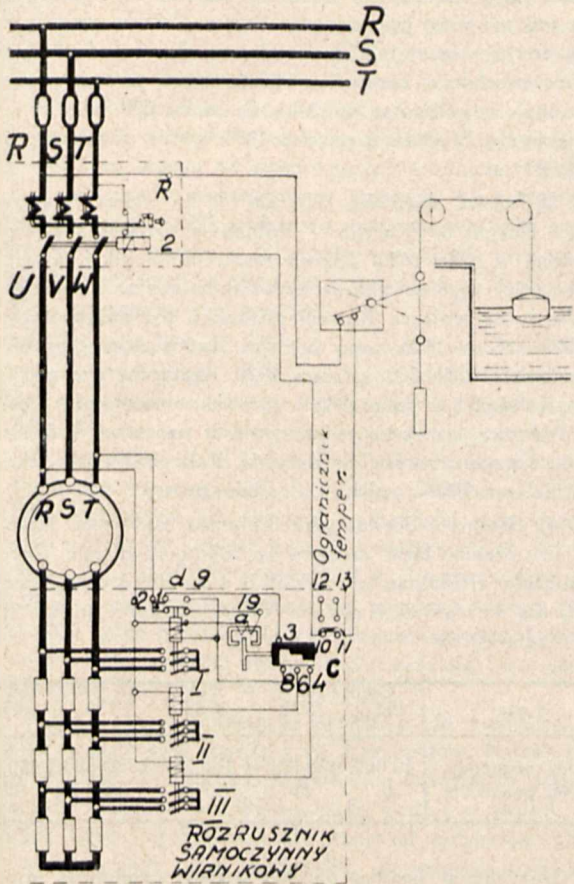 R
S
T
R S T
R
2
U V W
R S T
Ogranicznik
temper.
12 13
d 9
2 1
19
a
3
10 11
C
8 6 4
I
II
III
ROZRUSZNIK
SAMOCZYNNY
WIRNIKOWY